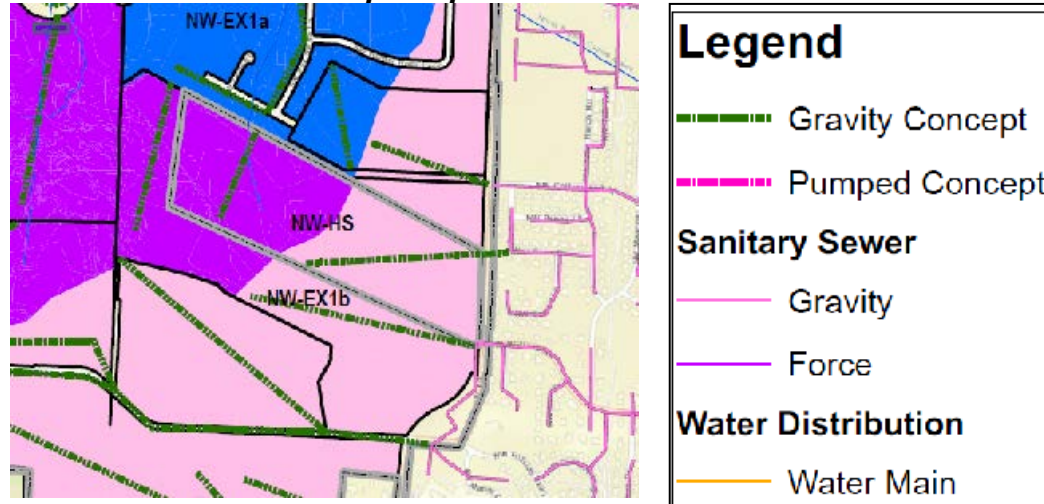 NW-EX1a
NW-HS
NW-EX1b
Legend
Gravity Concept
Pumped Concept
Sanitary Sewer
Gravity
Force
Water Distribution
Water Main